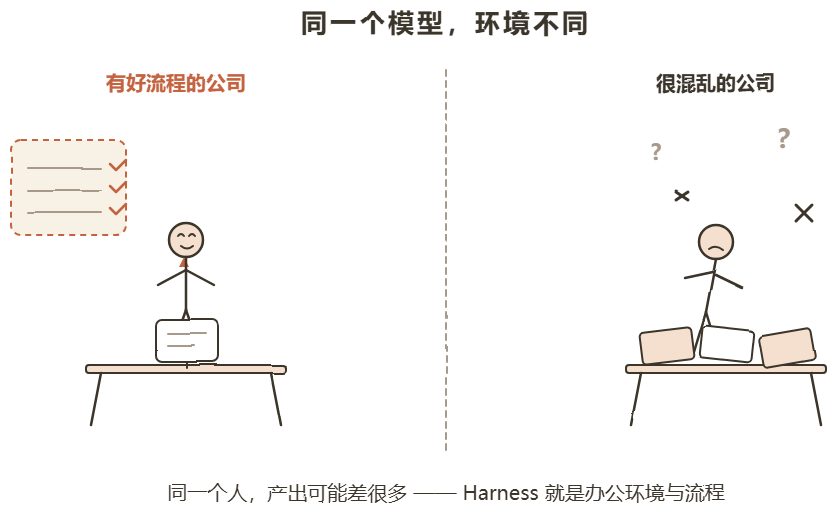 同一个模型，环境不同
有好流程的公司
很混乱的公司
?
?
同一个人，产出可能差很多 —— Harness 就是办公环境与流程